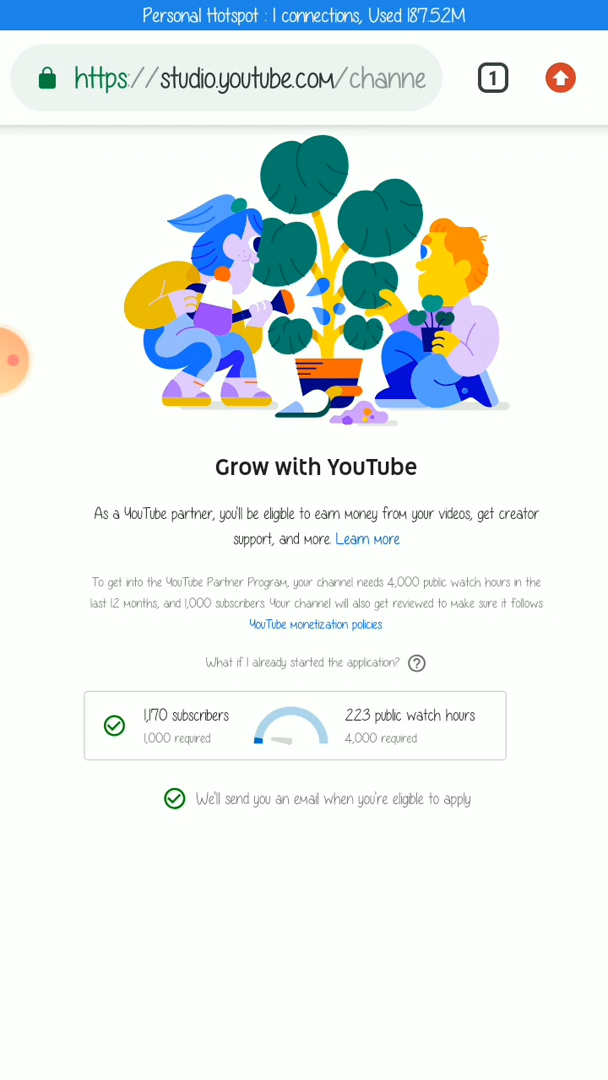 Personal Hotspot : 1 connections, Used 187.52M
https://studio.youtube.com/channe
1
Grow with YouTube
As a YouTube partner, you'll be eligible to earn money from your videos, get creator
support, and more. Learn more
To get into the YouTube Partner Program, your channel needs 4,000 public watch hours in the
last 12 months, and 1,000 subscribers. Your channel will also get reviewed to make sure it follows
YouTube monetization policies
What if I already started the application? ?
1,170 subscribers
1,000 required
223 public watch hours
4,000 required
We'll send you an email when you're eligible to apply